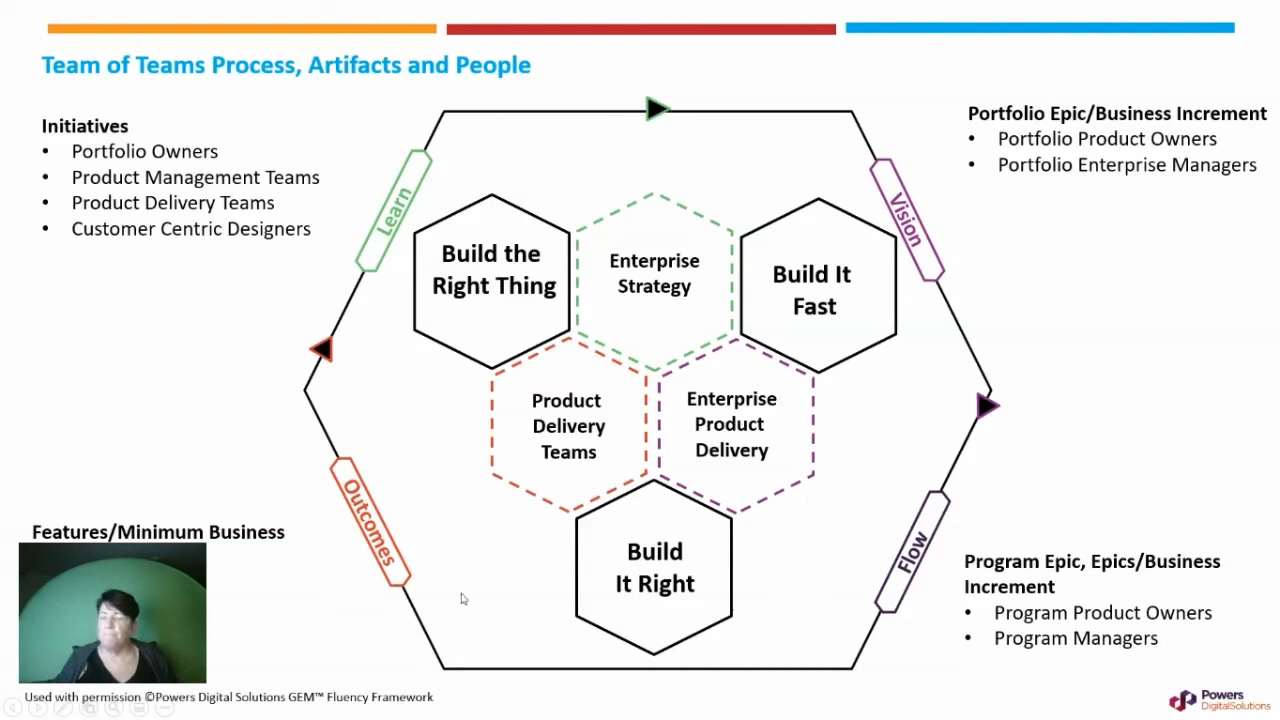 Team of Teams Process, Artifacts and People
Initiatives
• Portfolio Owners
• Product Management Teams
• Product Delivery Teams
• Customer Centric Designers
Portfolio Epic/Business Increment
• Portfolio Product Owners
• Portfolio Enterprise Managers
Learn
Vision
Build the
Right Thing
Enterprise
Strategy
Build It
Fast
Product
Delivery
Teams
Enterprise
Product
Delivery
Outcomes
Flow
Build
It Right
Features/Minimum Business
Program Epic, Epics/Business
Increment
• Program Product Owners
• Program Managers
Used with permission ©Powers Digital Solutions GEM™ Fluency Framework
Powers
DigitalSolutions